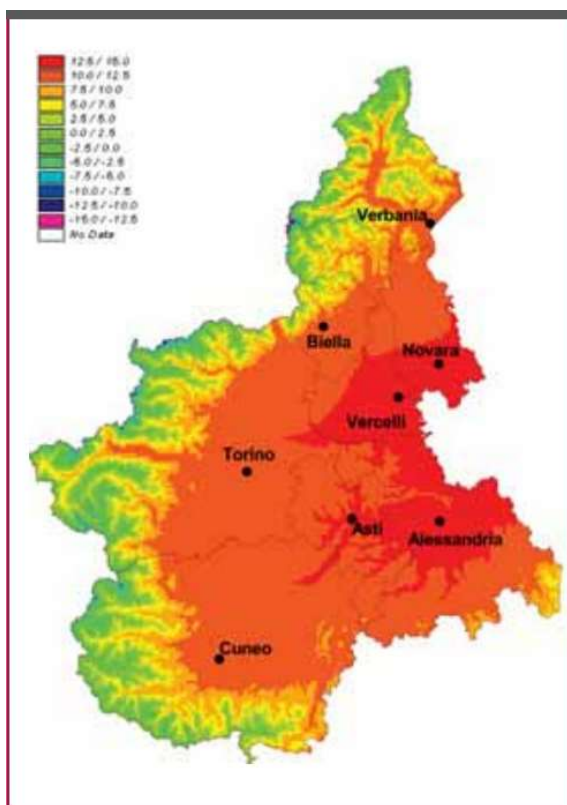 12.5 / 15.0
10.0 / 12.5
7.5 / 10.0
5.0 / 7.5
2.5 / 5.0
0.0 / 2.5
-2.5 / 0.0
-5.0 / -2.5
-7.5 / -5.0
-10.0 / -7.5
-12.5 / -10.0
-15.0 / -12.5
No Data
Verbania
Biella
Novara
Vercelli
Torino
Asti
Alessandria
Cuneo